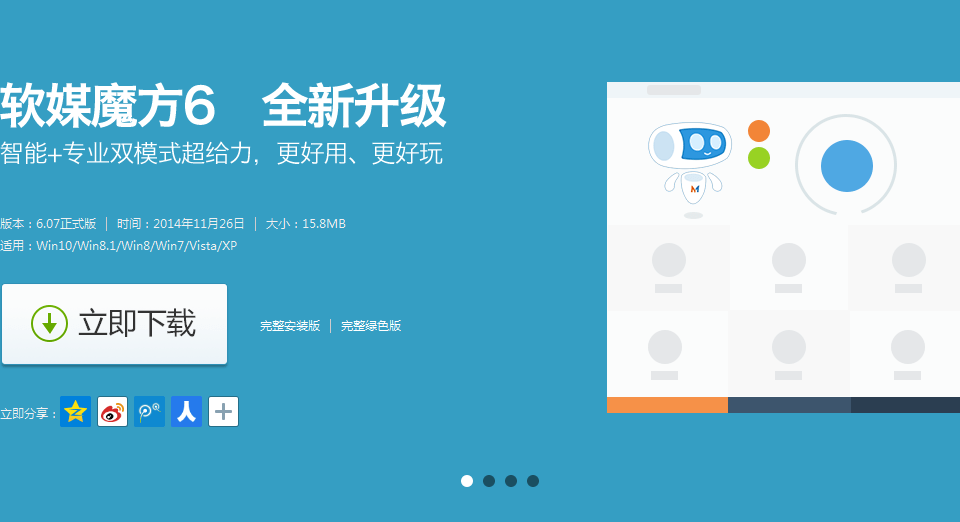 软媒魔方6 全新升级
智能+专业双模式超给力，更好用、更好玩
版本：6.07正式版 │ 时间：2014年11月26日 │ 大小：15.8MB
适用：Win10/Win8.1/Win8/Win7/Vista/XP
立即下载
完整安装版 │ 完整绿色版
立即分享：